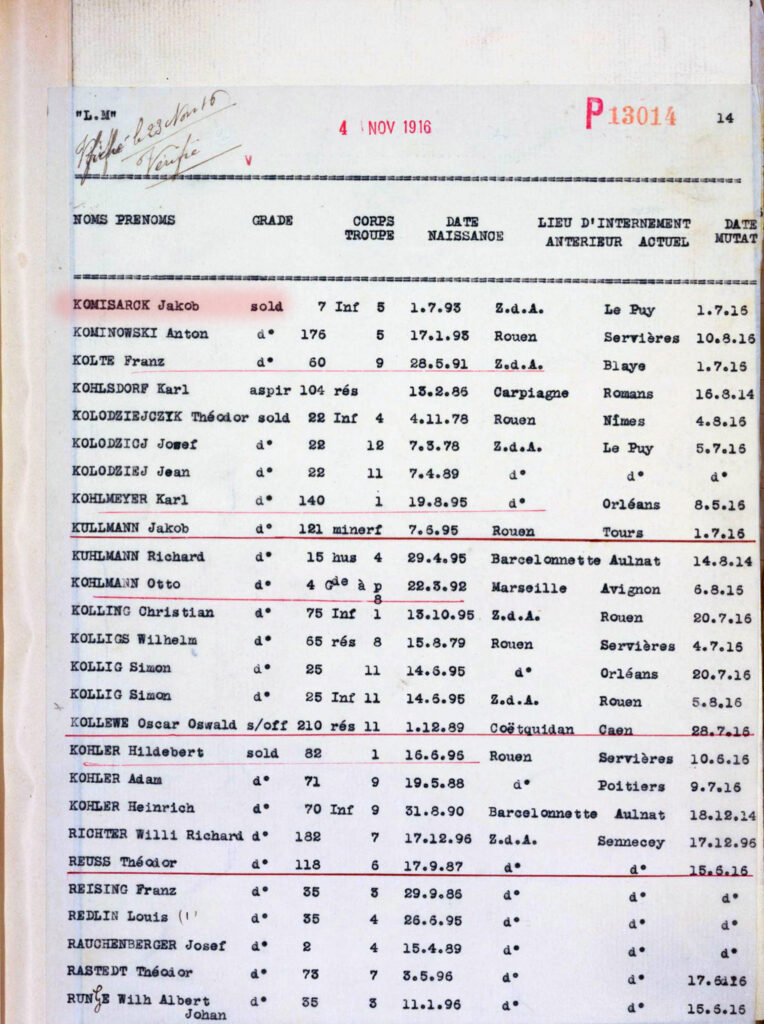 "L.M"
fiché le 23 Nov 16
Vérifié
4 NOV 1916
P 13014
14
V
NOMS PRENOMS GRADE CORPS DATE LIEU D'INTERNEMENT DATE
TROUPE NAISSANCE ANTERIEUR ACTUEL MUTAT
KOMISARCK Jakob sold 7 Inf 5 1.7.93 Z.d.A. Le Puy 1.7.16
KOMINOWSKI Anton d° 176 5 17.1.93 Rouen Servières 10.8.16
KOLTE Franz d° 60 9 28.5.91 Z.d.A. Blaye 1.7.16
KOHLSDORF Karl aspir 104 rés 13.2.86 Carpiagne Romans 16.8.14
KOLODZIEJCZYK Théodor sold 22 Inf 4 4.11.78 Rouen Nîmes 4.8.16
KOLODZICJ Josef d° 22 12 7.3.78 Z.d.A. Le Puy 5.7.16
KOLODZIEJ Jean d° 22 11 7.4.89 d° d° d°
KOHLMEYER Karl d° 140 1 19.8.95 d° Orléans 8.5.16
KULLMANN Jakob d° 121 minerf 7.6.95 Rouen Tours 1.7.16
KUHLMANN Richard d° 15 hus 4 29.4.95 Barcelonnette Aulnat 14.8.14
KOHLMANN Otto d° 4 Gde à p 22.3.92 Marseille Avignon 6.8.16
8
KOLLING Christian d° 75 Inf 1 13.10.95 Z.d.A. Rouen 20.7.16
KOLLIGS Wilhelm d° 65 rés 8 15.8.79 Rouen Servières 4.7.16
KOLLIG Simon d° 25 11 14.6.95 d° Orléans 20.7.16
KOLLIG Simon d° 25 Inf 11 14.6.95 Z.d.A. Rouen 5.8.16
KOLLEWE Oscar Oswald s/off 210 rés 11 1.12.89 Coëtquidan Caen 28.7.16
KOHLER Hildebert sold 82 1 16.6.96 Rouen Servières 10.6.16
KOHLER Adam d° 71 9 19.5.88 d° Poitiers 9.7.16
KOHLER Heinrich d° 70 Inf 9 31.8.90 Barcelonnette Aulnat 18.12.14
RICHTER Willi Richard d° 182 7 17.12.96 Z.d.A. Sennecey 17.12.96
REUSS Théodor d° 118 6 17.9.87 d° d° 15.6.16
REISING Franz d° 35 3 29.9.86 d° d° d°
REDLIN Louis d° 35 4 26.6.95 d° d° d°
RAUCHENBERGER Josef d° 2 4 15.4.89 d° d° d°
RASTEDT Théodor d° 73 7 3.5.96 d° d° 17.6.16
RUNGE Wilh Albert d° 35 3 11.1.96 d° d° 15.6.16
Johan